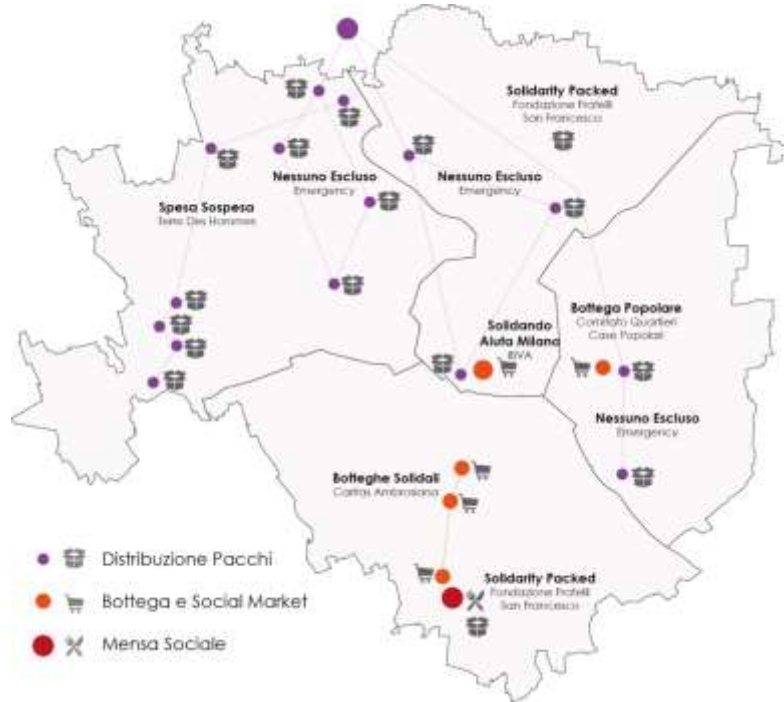 Solidarity Packed
Fondazione Fratelli
San Francesco
Nessuno Escluso
Emergency
Nessuno Escluso
Emergency
Spesa Sospesa
Terre Des Hommes
Solidando
Aiuta Milano
IBVA
Bottega Popolare
Comitato Quartieri
Case Popolari
Nessuno Escluso
Emergency
Botteghe Solidali
Caritas Ambrosiana
Solidarity Packed
Fondazione Fratelli
San Francesco
Distribuzione Pacchi
Bottega e Social Market
Mensa Sociale